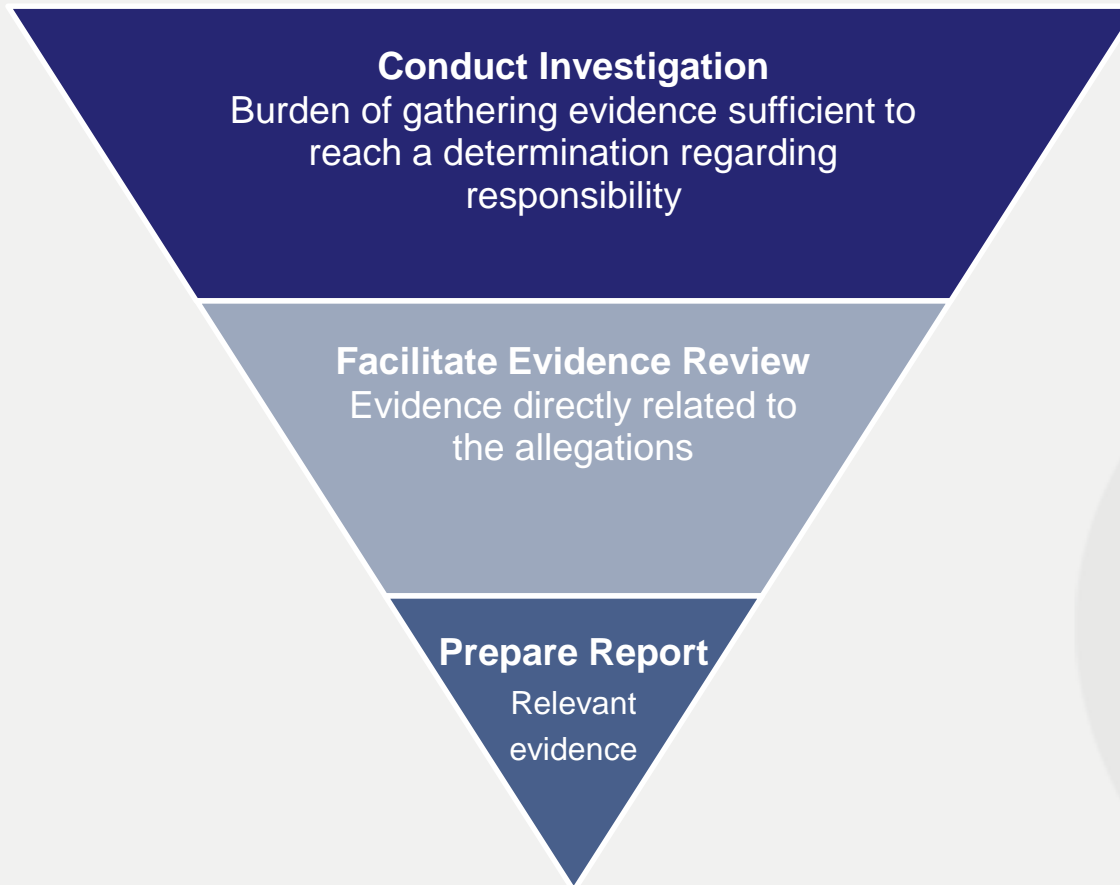 Conduct Investigation
Burden of gathering evidence sufficient to
reach a determination regarding
responsibility
Facilitate Evidence Review
Evidence directly related to
the allegations
Prepare Report
Relevant
evidence